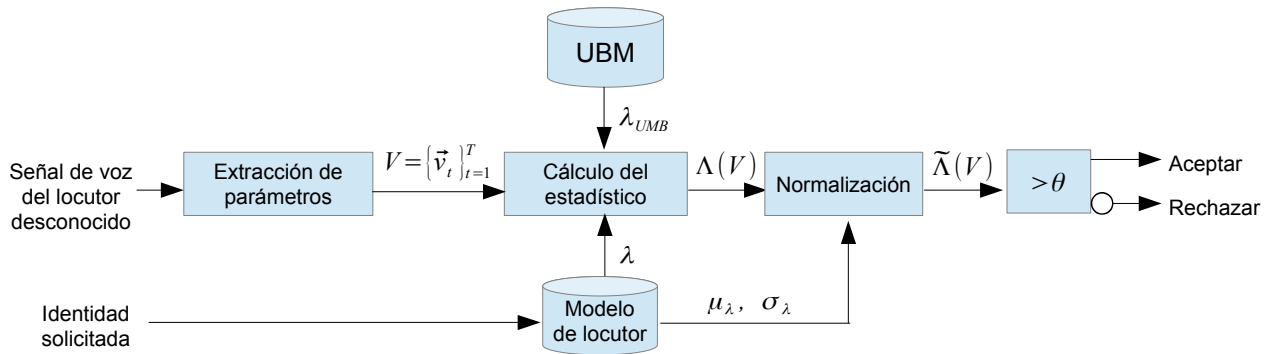 UBM
λ_UMB
Señal de voz
del locutor
desconocido
Extracción de
parámetros
V={v⃗_t}_{t=1}^T
Cálculo del
estadístico
Λ(V)
Normalización
Λ̃(V)
>θ
Aceptar
Rechazar
λ
Identidad
solicitada
Modelo
de locutor
μ_λ, σ_λ